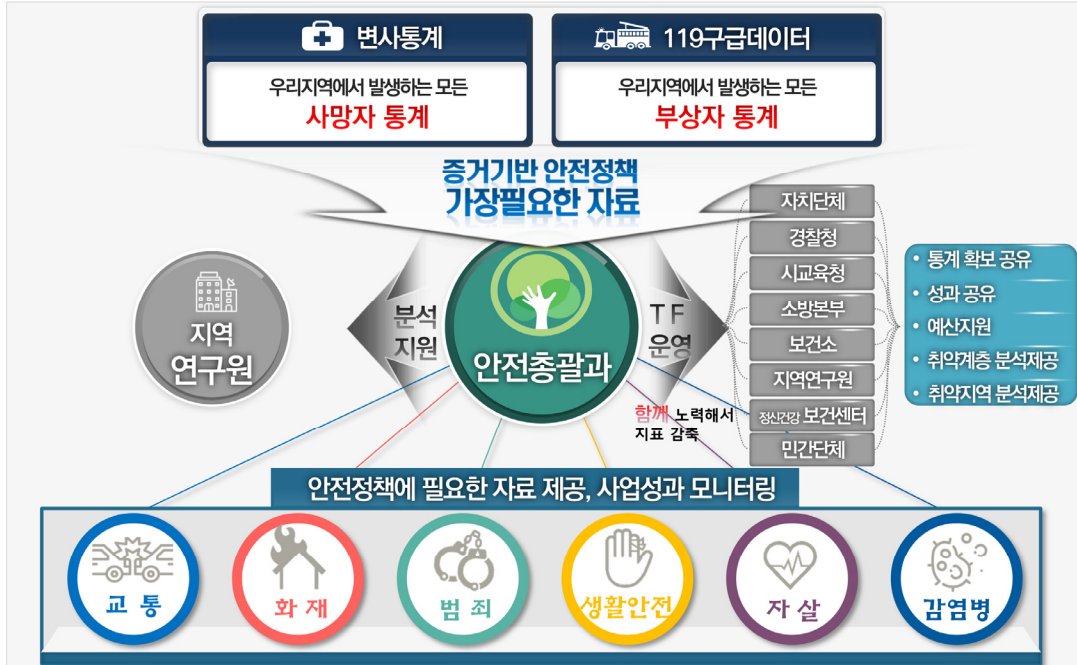 변사통계
우리지역에서 발생하는 모든
사망자 통계
119구급데이터
우리지역에서 발생하는 모든
부상자 통계
증거기반 안전정책
가장필요한 자료
지역
연구원
분석
지원
안전총괄과
TF
운영
함께 노력해서
지표 감축
자치단체
경찰청
시교육청
소방본부
보건소
지역연구원
정신건강 보건센터
민간단체
• 통계 확보 공유
• 성과 공유
• 예산지원
• 취약계층 분석제공
• 취약지역 분석제공
안전정책에 필요한 자료 제공, 사업성과 모니터링
교 통
화 재
범 죄
생활안전
자 살
감염병